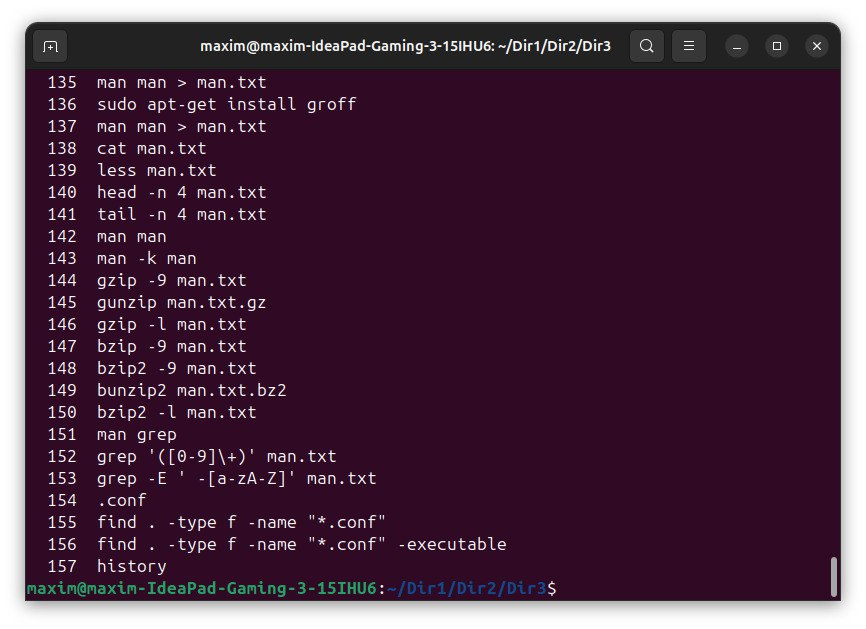 maxim@maxim-IdeaPad-Gaming-3-15IHU6: ~/Dir1/Dir2/Dir3
135 man man > man.txt
136 sudo apt-get install groff
137 man man > man.txt
138 cat man.txt
139 less man.txt
140 head -n 4 man.txt
141 tail -n 4 man.txt
142 man man
143 man -k man
144 gzip -9 man.txt
145 gunzip man.txt.gz
146 gzip -l man.txt
147 bzip -9 man.txt
148 bzip2 -9 man.txt
149 bunzip2 man.txt.bz2
150 bzip2 -l man.txt
151 man grep
152 grep '([0-9]\+)' man.txt
153 grep -E ' -[a-zA-Z]' man.txt
154 .conf
155 find . -type f -name "*.conf"
156 find . -type f -name "*.conf" -executable
157 history
maxim@maxim-IdeaPad-Gaming-3-15IHU6:~/Dir1/Dir2/Dir3$